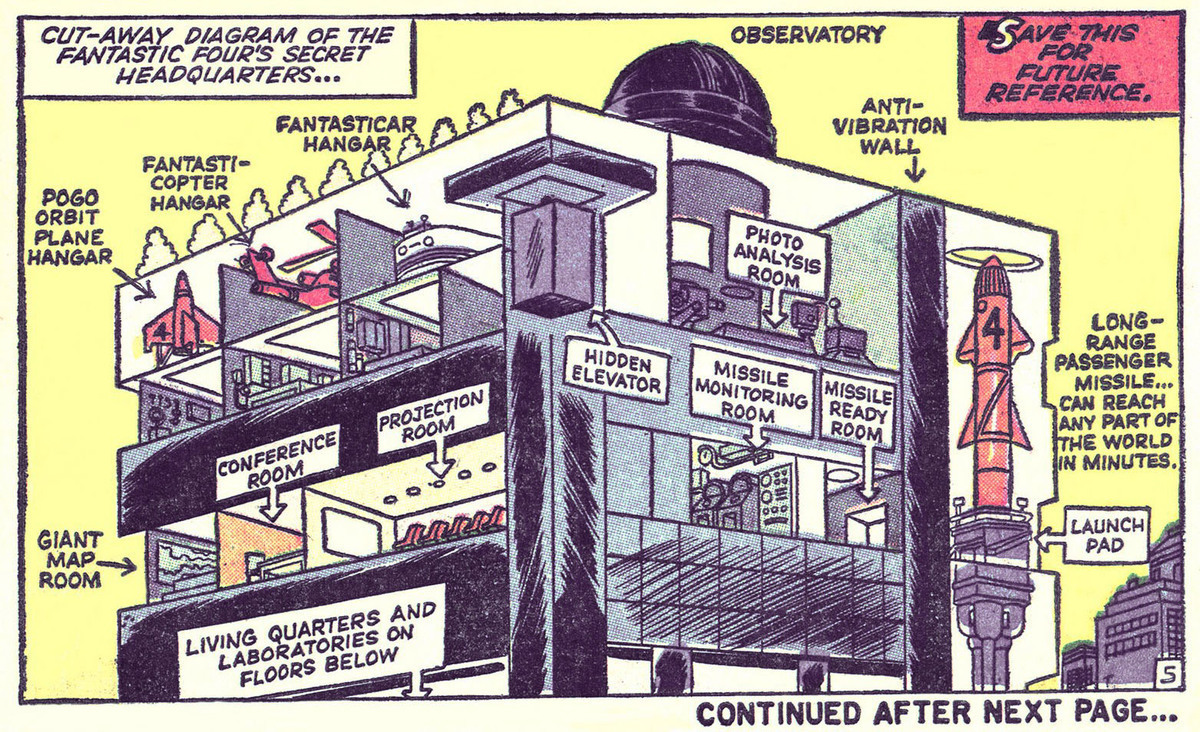 CUT-AWAY DIAGRAM OF THE
FANTASTIC FOUR'S SECRET
HEADQUARTERS...
OBSERVATORY
SAVE THIS
FOR
FUTURE
REFERENCE.
FANTASTICAR
HANGAR
ANTI-
VIBRATION
WALL
FANTASTI-
COPTER
HANGAR
POGO
ORBIT
PLANE
HANGAR
PHOTO
ANALYSIS
ROOM
4
4
LONG-
RANGE
PASSENGER
MISSILE...
CAN REACH
ANY PART OF
THE WORLD
IN MINUTES.
HIDDEN
ELEVATOR
MISSILE
MONITORING
ROOM
MISSILE
READY
ROOM
PROJECTION
ROOM
CONFERENCE
ROOM
GIANT
MAP
ROOM
LAUNCH
PAD
LIVING QUARTERS AND
LABORATORIES ON
FLOORS BELOW
5
CONTINUED AFTER NEXT PAGE...